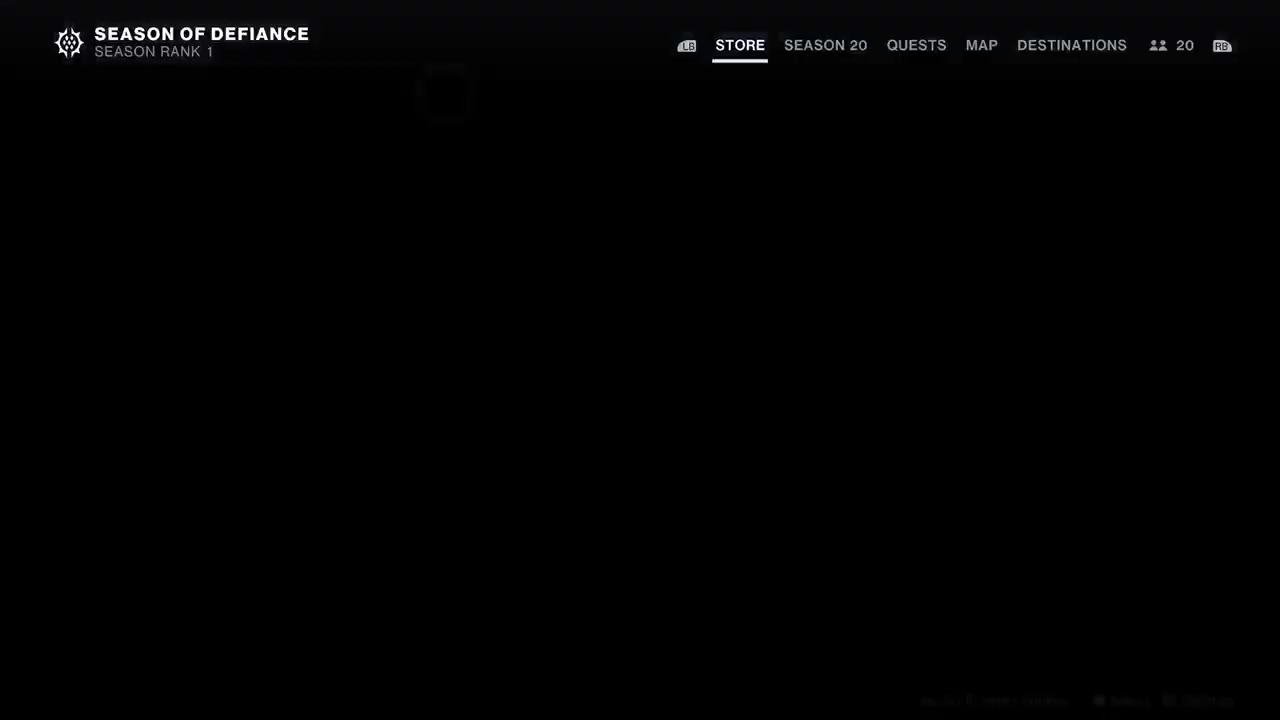 SEASON OF DEFIANCE
SEASON RANK 1
LB STORE SEASON 20 QUESTS MAP DESTINATIONS 20 RB